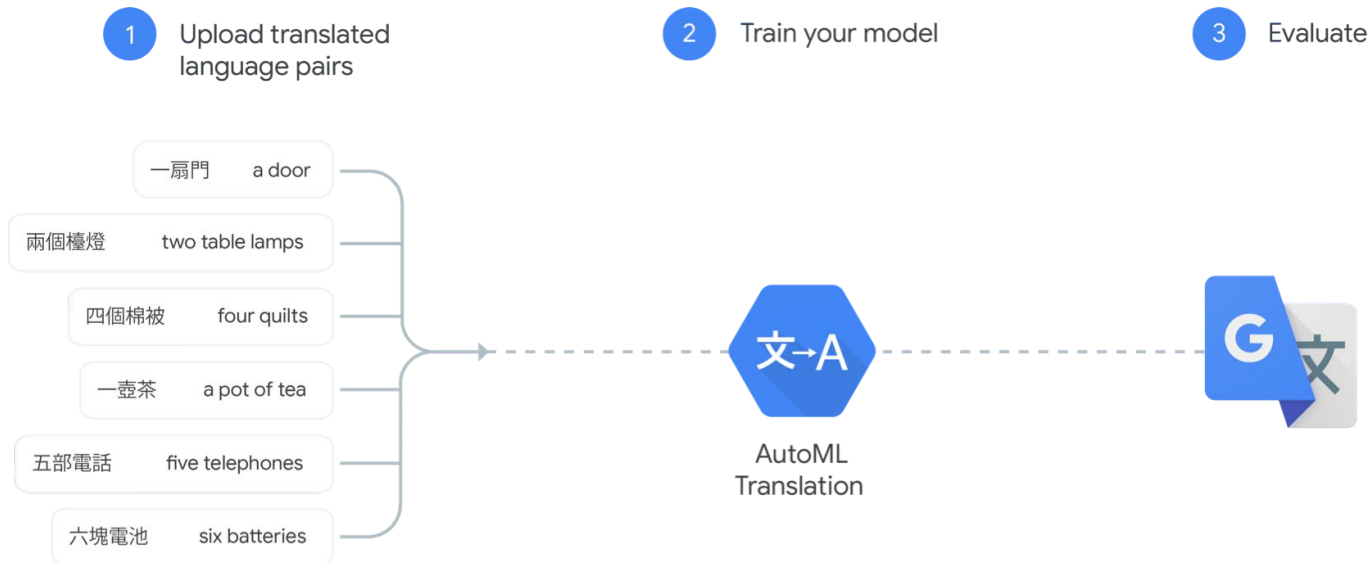 1 Upload translated
language pairs
2 Train your model
3 Evaluate
一扇門 a door
兩個檯燈 two table lamps
四個棉被 four quilts
一壺茶 a pot of tea
五部電話 five telephones
六塊電池 six batteries
文→A
AutoML
Translation
G 文